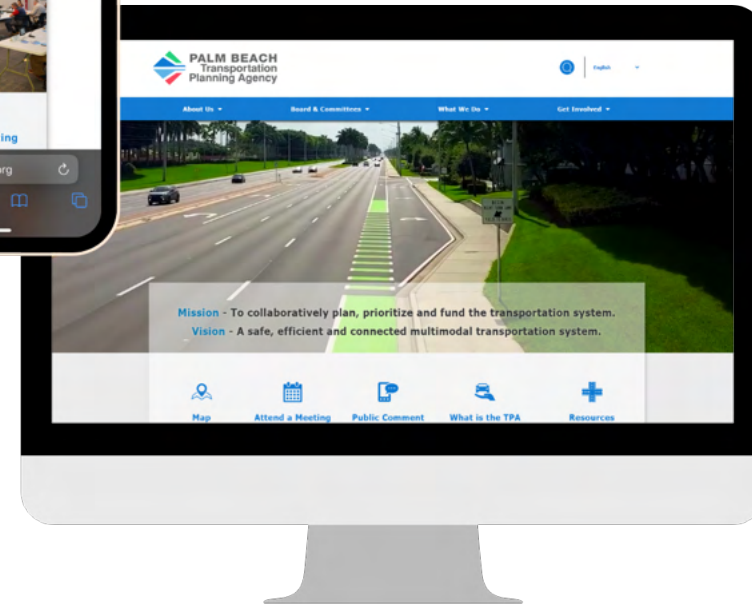 PALM BEACH
Transportation
Planning Agency
English
About Us
Board & Committees
What We Do
Get Involved
ing
org
Mission - To collaboratively plan, prioritize and fund the transportation system.
Vision - A safe, efficient and connected multimodal transportation system.
Map
Attend a Meeting
Public Comment
What is the TPA
Resources